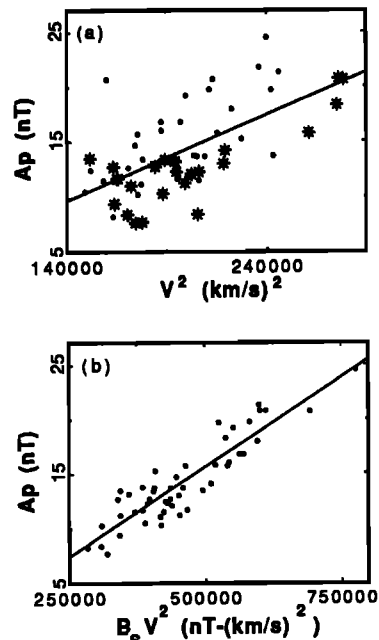 (a)
25
15
5
Ap (nT)
140000
240000
V² (km/s)²
(b)
25
15
5
Ap (nT)
250000
500000
750000
BₛV² (nT-(km/s)²)